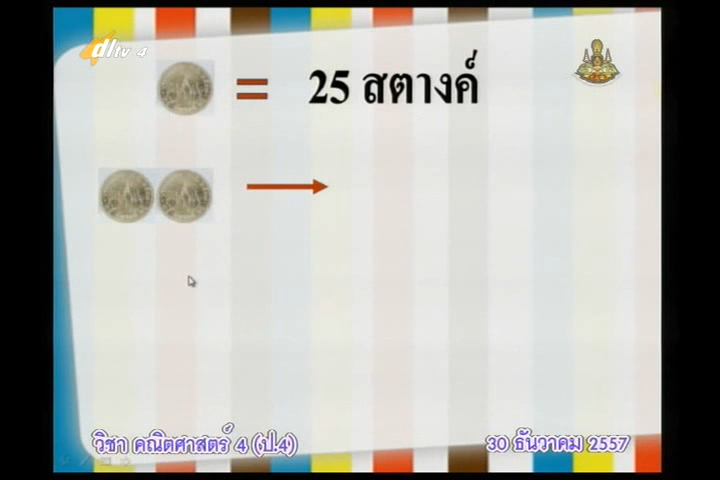 dltv 4
= 25 สตางค์
วิชา คณิตศาสตร์ 4 (ป.4)
30 ธันวาคม 2557